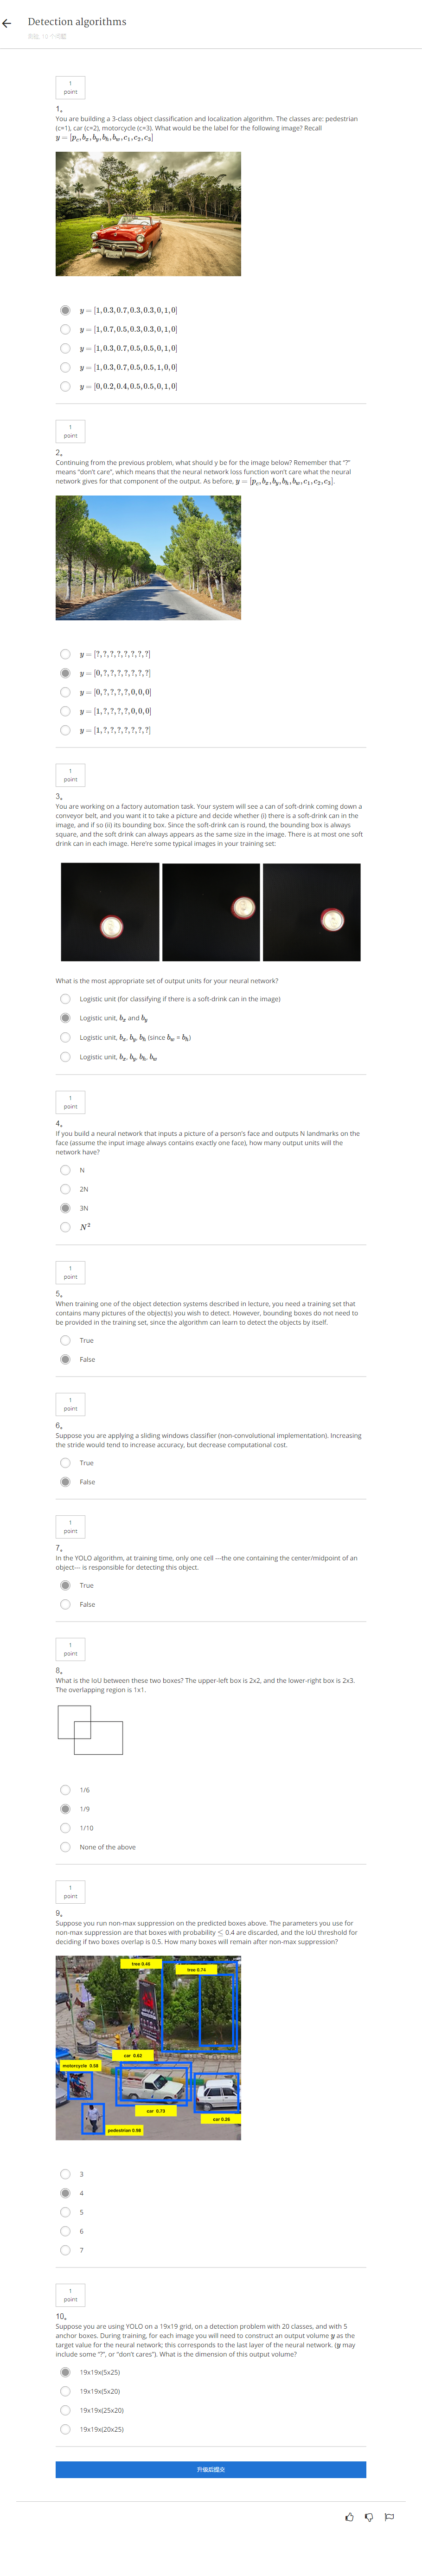 Detection algorithms
测验, 10 个问题
1
point
1。
You are building a 3-class object classification and localization algorithm. The classes are: pedestrian
(c=1), car (c=2), motorcycle (c=3). What would be the label for the following image? Recall
y = [p_c, b_x, b_y, b_h, b_w, c_1, c_2, c_3]
y = [1, 0.3, 0.7, 0.3, 0.3, 0, 1, 0]
y = [1, 0.7, 0.5, 0.3, 0.3, 0, 1, 0]
y = [1, 0.3, 0.7, 0.5, 0.5, 0, 1, 0]
y = [1, 0.3, 0.7, 0.5, 0.5, 1, 0, 0]
y = [0, 0.2, 0.4, 0.5, 0.5, 0, 1, 0]
1
point
2。
Continuing from the previous problem, what should y be for the image below? Remember that “?”
means “don’t care”, which means that the neural network loss function won’t care what the neural
network gives for that component of the output. As before, y = [p_c, b_x, b_y, b_h, b_w, c_1, c_2, c_3].
y = [?, ?, ?, ?, ?, ?, ?, ?]
y = [0, ?, ?, ?, ?, ?, ?, ?]
y = [0, ?, ?, ?, ?, 0, 0, 0]
y = [1, ?, ?, ?, ?, 0, 0, 0]
y = [1, ?, ?, ?, ?, ?, ?, ?]
1
point
3。
You are working on a factory automation task. Your system will see a can of soft-drink coming down a
conveyor belt, and you want it to take a picture and decide whether (i) there is a soft-drink can in the
image, and if so (ii) its bounding box. Since the soft-drink can is round, the bounding box is always
square, and the soft drink can always appears as the same size in the image. There is at most one soft
drink can in each image. Here’re some typical images in your training set:
What is the most appropriate set of output units for your neural network?
Logistic unit (for classifying if there is a soft-drink can in the image)
Logistic unit, b_x and b_y
Logistic unit, b_x, b_y, b_h (since b_w = b_h)
Logistic unit, b_x, b_y, b_h, b_w
1
point
4。
If you build a neural network that inputs a picture of a person’s face and outputs N landmarks on the
face (assume the input image always contains exactly one face), how many output units will the
network have?
N
2N
3N
N^2
1
point
5。
When training one of the object detection systems described in lecture, you need a training set that
contains many pictures of the object(s) you wish to detect. However, bounding boxes do not need to
be provided in the training set, since the algorithm can learn to detect the objects by itself.
True
False
1
point
6。
Suppose you are applying a sliding windows classifier (non-convolutional implementation). Increasing
the stride would tend to increase accuracy, but decrease computational cost.
True
False
1
point
7。
In the YOLO algorithm, at training time, only one cell ---the one containing the center/midpoint of an
object--- is responsible for detecting this object.
True
False
1
point
8。
What is the IoU between these two boxes? The upper-left box is 2x2, and the lower-right box is 2x3.
The overlapping region is 1x1.
1/6
1/9
1/10
None of the above
1
point
9。
Suppose you run non-max suppression on the predicted boxes above. The parameters you use for
non-max suppression are that boxes with probability ≤ 0.4 are discarded, and the IoU threshold for
deciding if two boxes overlap is 0.5. How many boxes will remain after non-max suppression?
tree 0.46
tree 0.74
car 0.62
motorcycle 0.58
car 0.73
car 0.26
pedestrian 0.98
3
4
5
6
7
1
point
10。
Suppose you are using YOLO on a 19x19 grid, on a detection problem with 20 classes, and with 5
anchor boxes. During training, for each image you will need to construct an output volume y as the
target value for the neural network; this corresponds to the last layer of the neural network. (y may
include some “?”, or “don’t cares”). What is the dimension of this output volume?
19x19x(5x25)
19x19x(5x20)
19x19x(25x20)
19x19x(20x25)
升级后提交